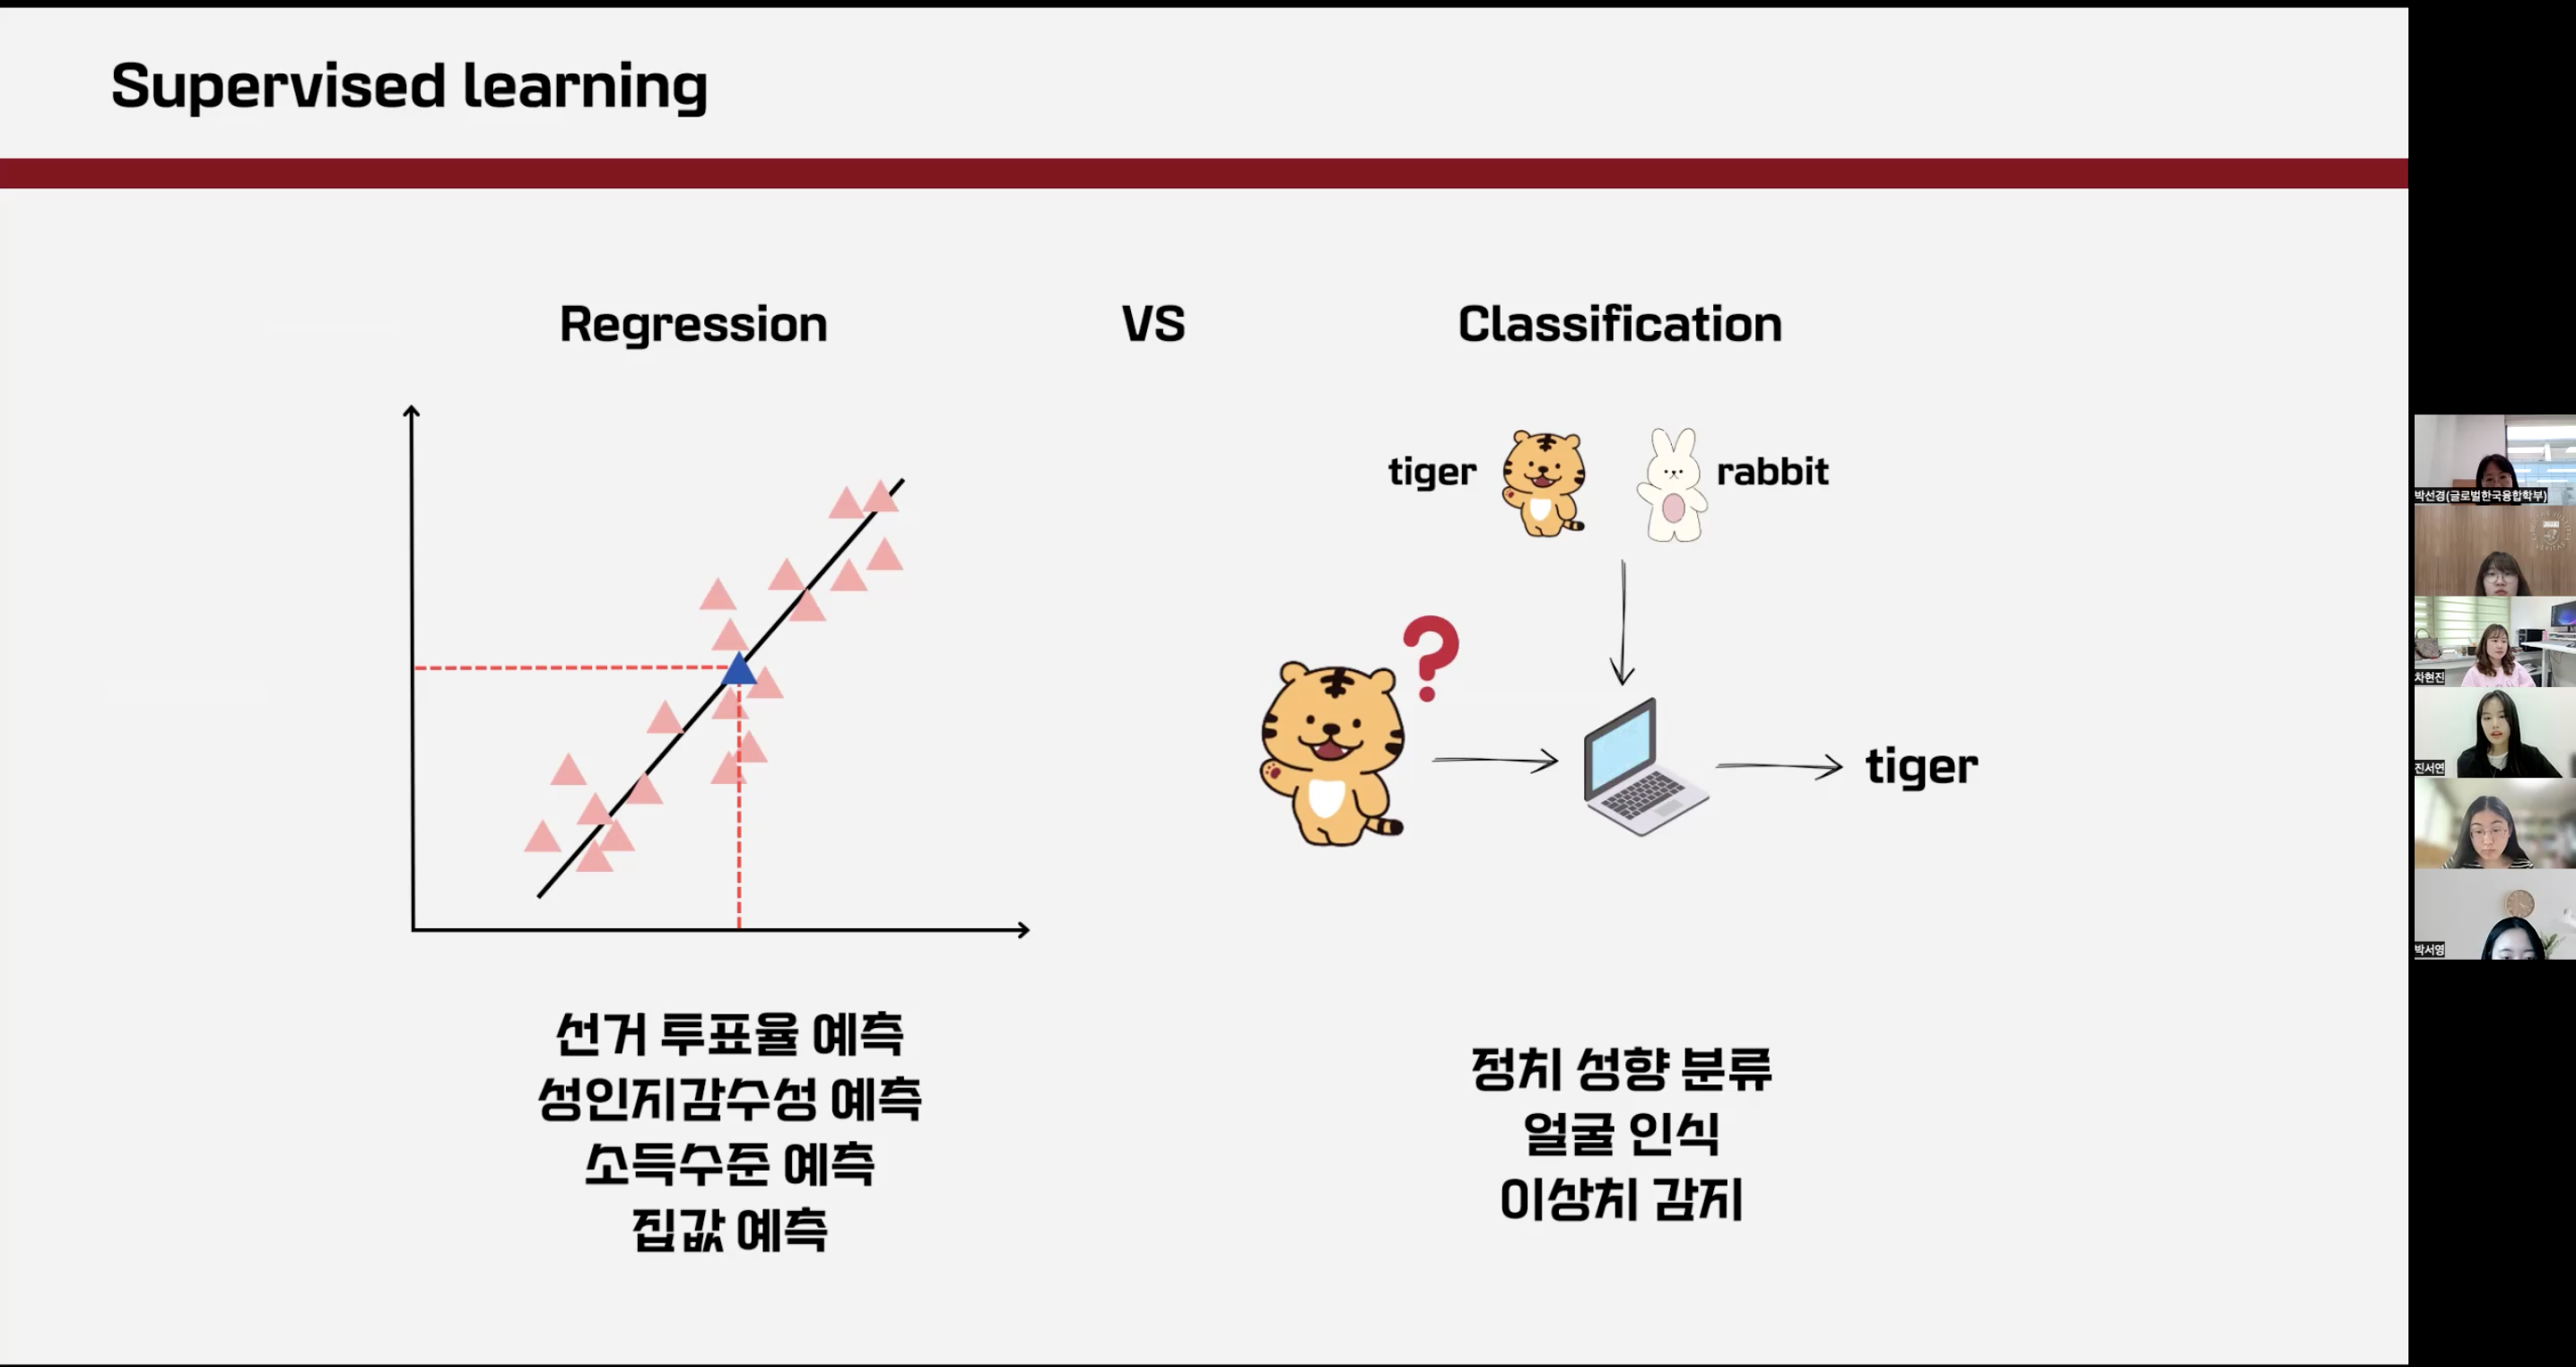 Supervised learning
Regression
VS
Classification
tiger
rabbit
?
tiger
선거 투표율 예측
성인지감수성 예측
소득수준 예측
집값 예측
정치 성향 분류
얼굴 인식
이상치 감지
박선경(글로벌한국융합학부)
차현진
진서연
박서영